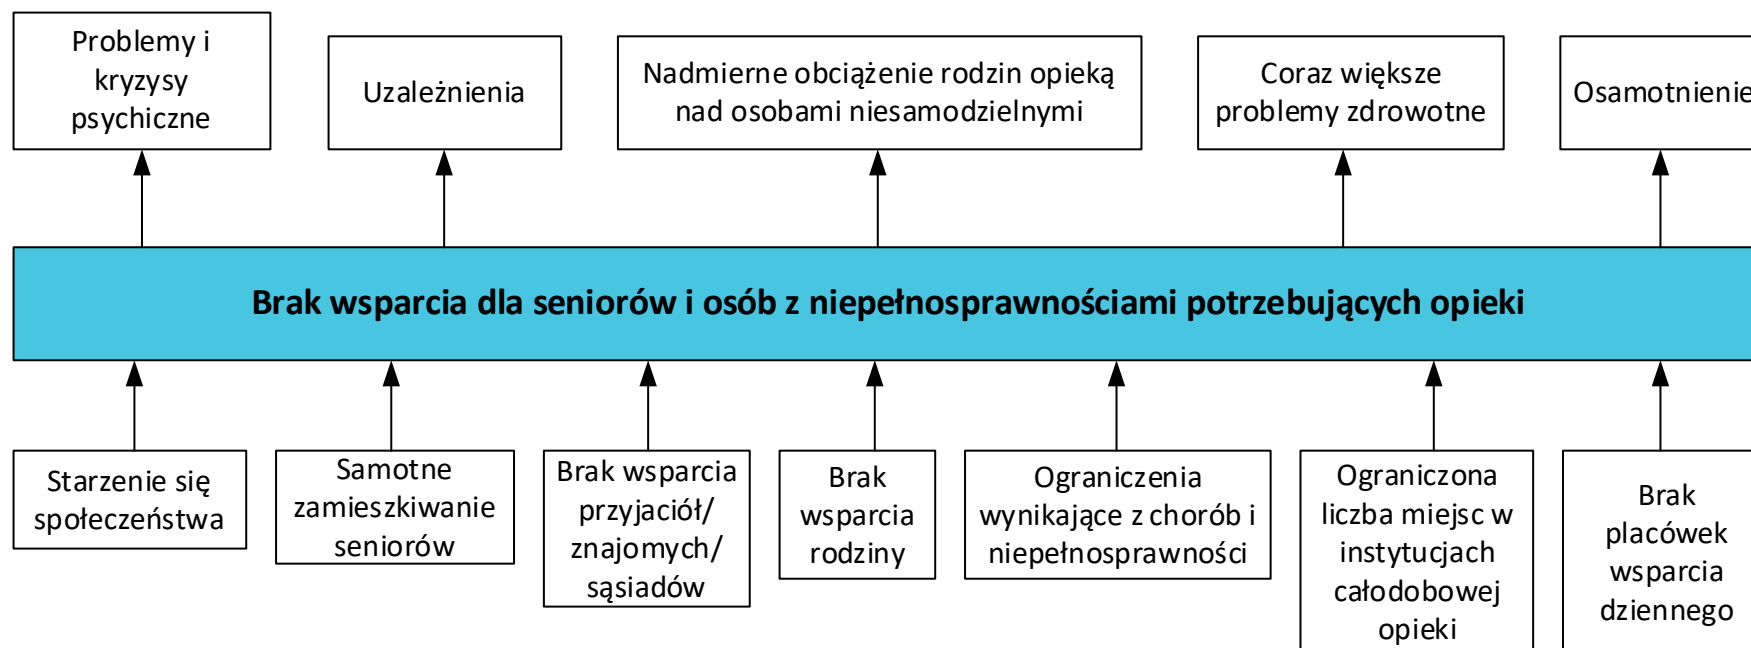 Problemy i
kryzysy
psychiczne
Uzależnienia
Nadmierne obciążenie rodzin opieką
nad osobami niesamodzielnymi
Coraz większe
problemy zdrowotne
Osamotnienie
Brak wsparcia dla seniorów i osób z niepełnosprawnościami potrzebujących opieki
Starzenie się
społeczeństwa
Samotne
zamieszkiwanie
seniorów
Brak wsparcia
przyjaciół/
znajomych/
sąsiadów
Brak
wsparcia
rodziny
Ograniczenia
wynikające z chorób i
niepełnosprawności
Ograniczona
liczba miejsc w
instytucjach
całodobowej
opieki
Brak
placówek
wsparcia
dziennego